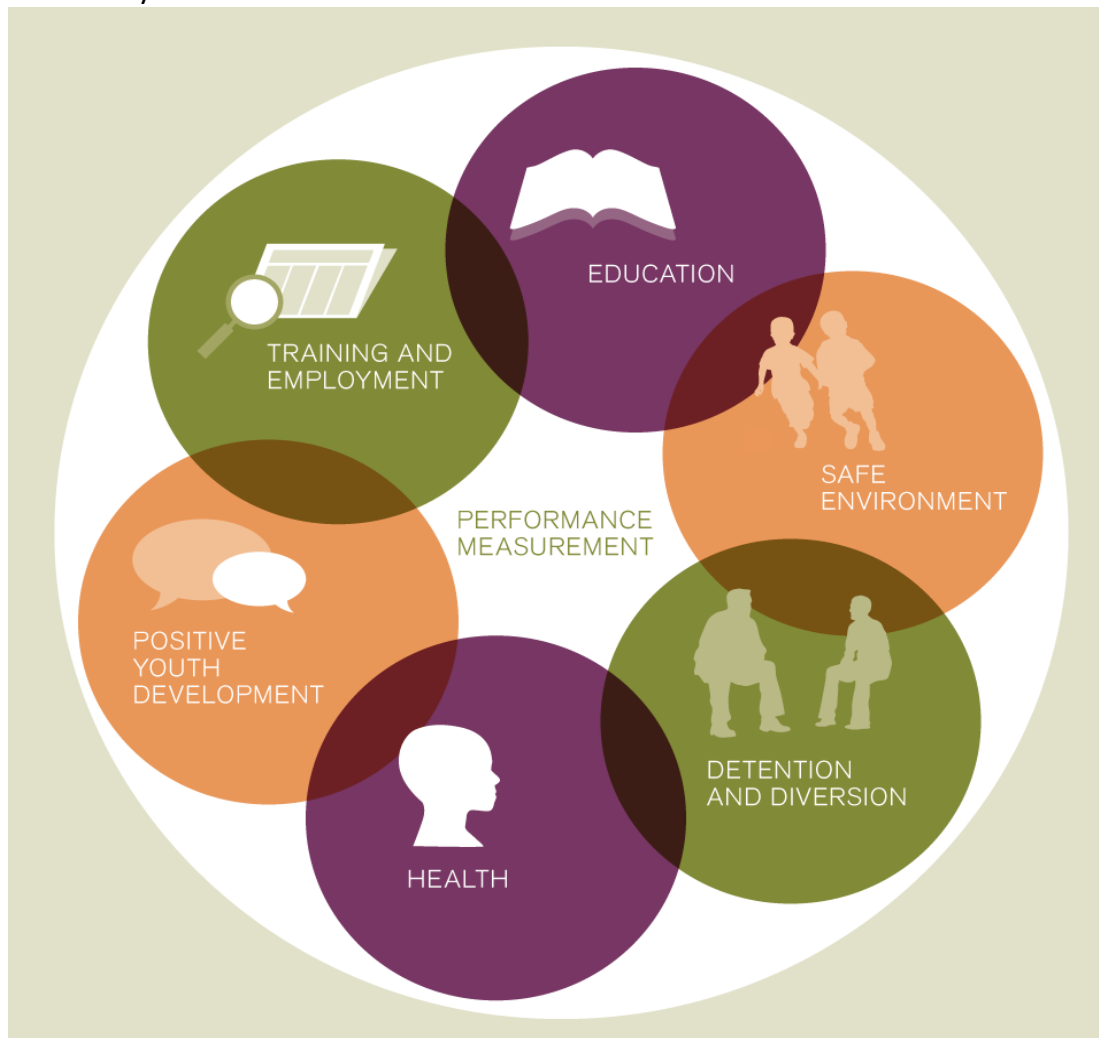 EDUCATION
TRAINING AND
EMPLOYMENT
SAFE
ENVIRONMENT
PERFORMANCE
MEASUREMENT
POSITIVE
YOUTH
DEVELOPMENT
DETENTION
AND DIVERSION
HEALTH